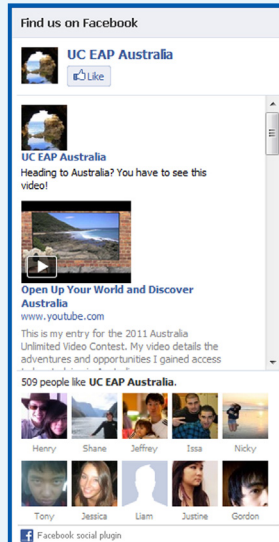 Find us on Facebook
UC EAP Australia
Like
UC EAP Australia
Heading to Australia? You have to see this
video!
Open Up Your World and Discover
Australia
www.youtube.com
This is my entry for the 2011 Australia
Unlimited Video Contest. My video details the
adventures and opportunities I gained access
509 people like UC EAP Australia.
Henry Shane Jeffrey Issa Nicky
Tony Jessica Liam Justine Gordon
Facebook social plugin